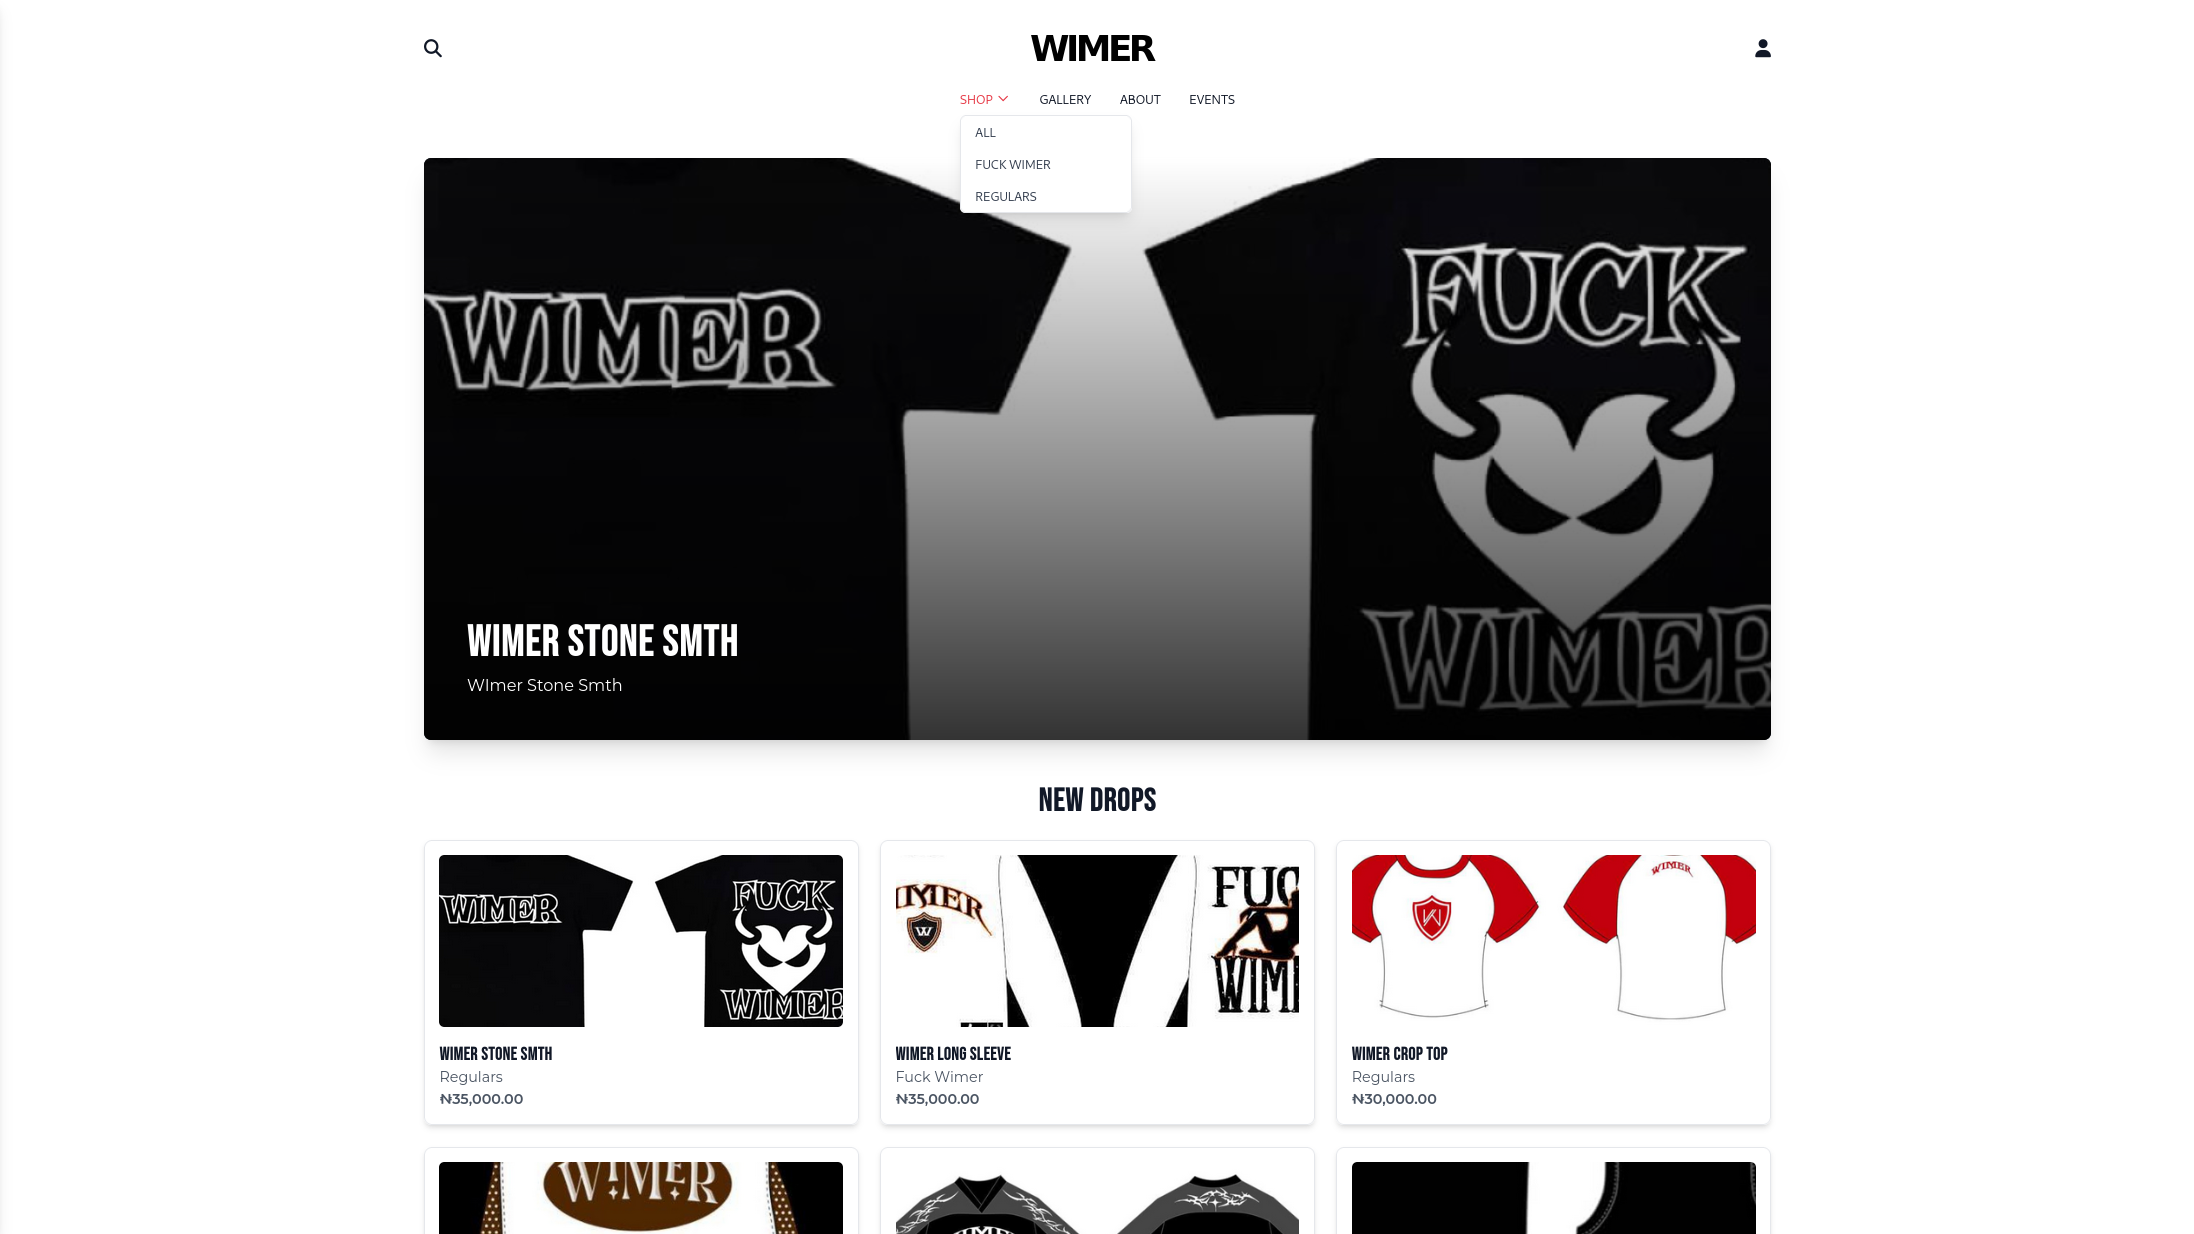 WIMER
SHOP GALLERY ABOUT EVENTS
ALL
FUCK WIMER
REGULARS
WIMER
FUCK
WIMER
WIMER STONE SMTH
WImer Stone Smth
NEW DROPS
WIMER
FUCK
WIMER
WIMER STONE SMTH
Regulars
₦35,000.00
IMER
W
FUC
WIM
WIMER LONG SLEEVE
Fuck Wimer
₦35,000.00
W
WIMER
WIMER CROP TOP
Regulars
₦30,000.00
WIMER
WIMER